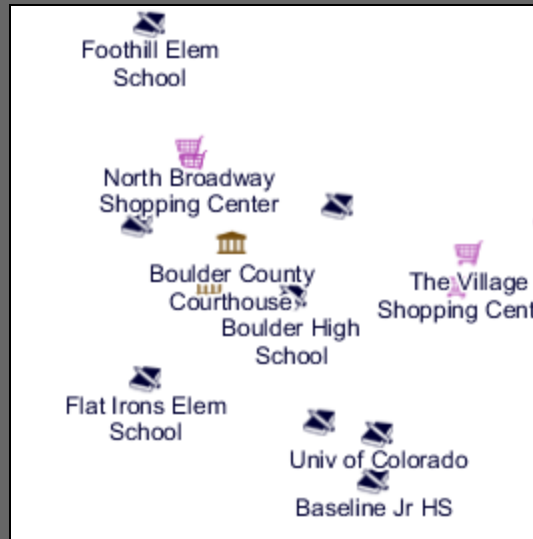 Foothill Elem
School
North Broadway
Shopping Center
Boulder County
Courthouse
The Village
Shopping Cent
Boulder High
School
Flat Irons Elem
School
Univ of Colorado
Baseline Jr HS